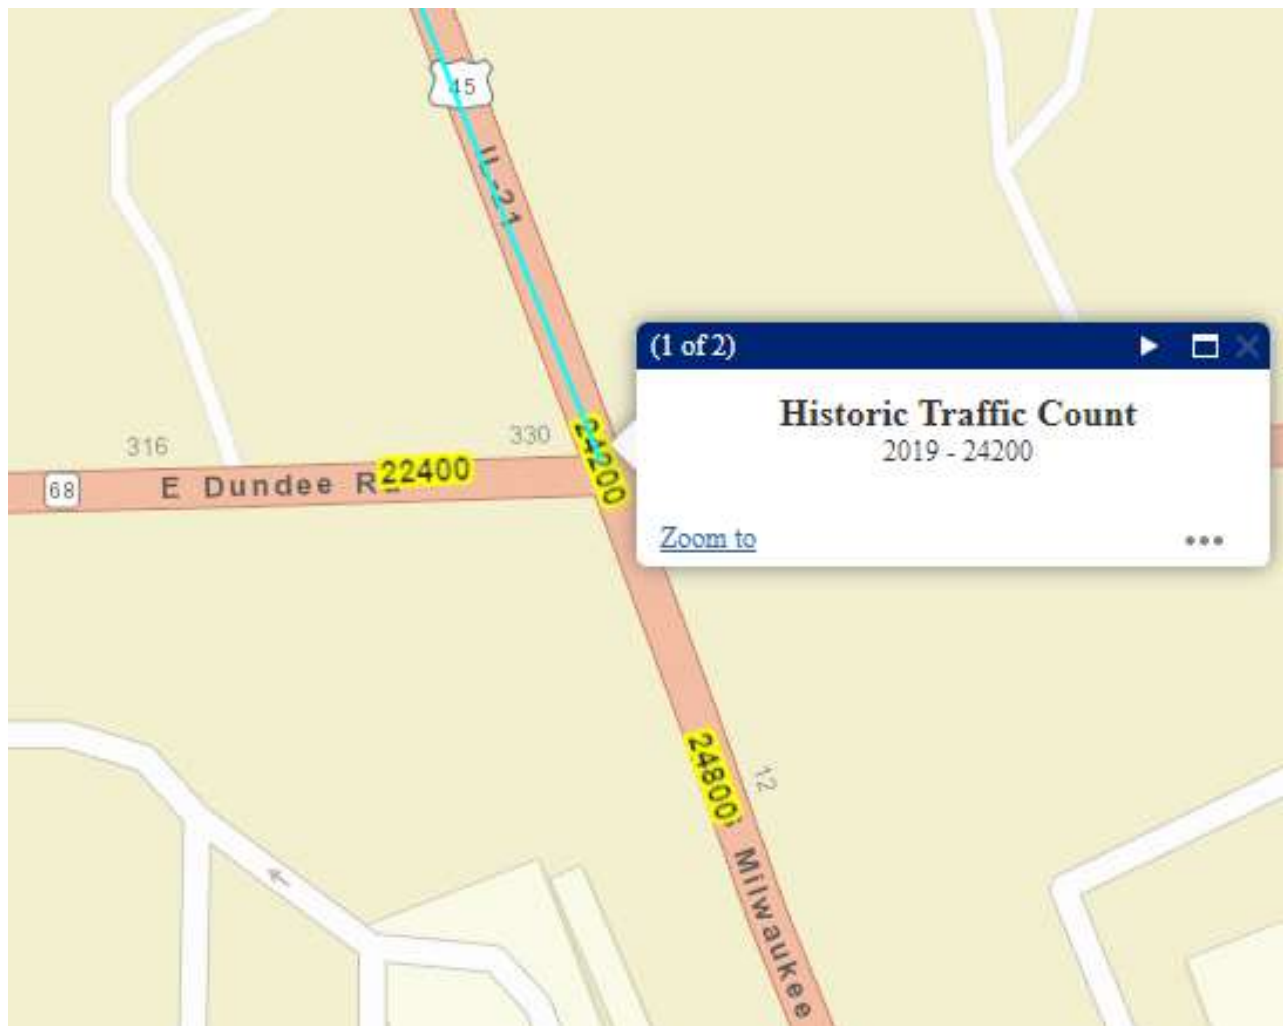 45
IL-21
(1 of 2)
Historic Traffic Count
2019 - 24200
Zoom to
316
330
24200
68
E Dundee
22400
24800
12
Milwaukee